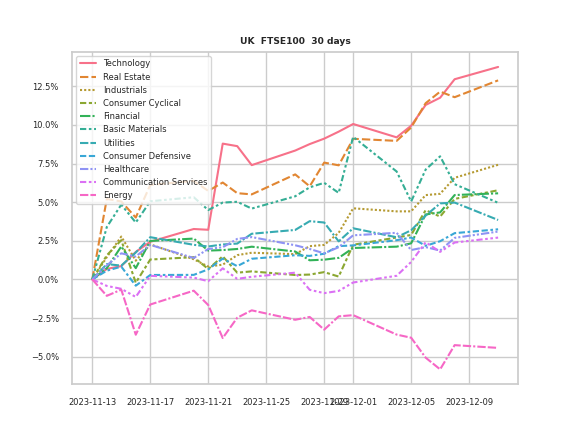 UK FTSE100 30 days
Technology
Real Estate
Industrials
Consumer Cyclical
Financial
Basic Materials
Utilities
Consumer Defensive
Healthcare
Communication Services
Energy
12.5%
10.0%
7.5%
5.0%
2.5%
0.0%
−2.5%
−5.0%
2023-11-13 2023-11-17 2023-11-21 2023-11-25 2023-11-29 2023-12-01 2023-12-05 2023-12-09